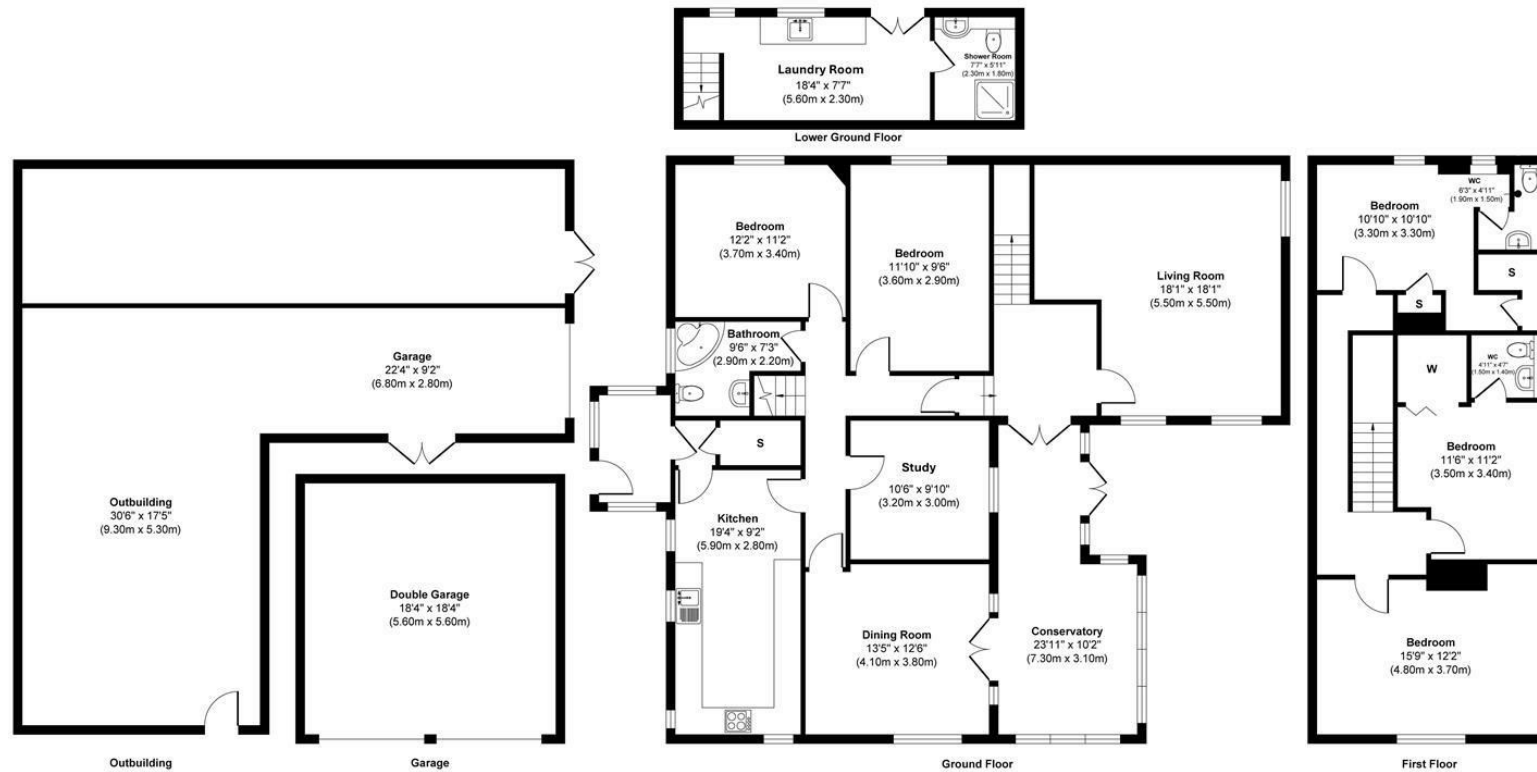 Laundry Room
18'4" x 7'7"
(5.60m x 2.30m)
Shower Room
7'7" x 5'11"
(2.30m x 1.80m)
Lower Ground Floor
Garage
22'4" x 9'2"
(6.80m x 2.80m)
Outbuilding
30'6" x 17'5"
(9.30m x 5.30m)
Double Garage
18'4" x 18'4"
(5.60m x 5.60m)
Outbuilding
Garage
Bedroom
12'2" x 11'2"
(3.70m x 3.40m)
Bedroom
11'10" x 9'6"
(3.60m x 2.90m)
Living Room
18'1" x 18'1"
(5.50m x 5.50m)
Bathroom
9'6" x 7'3"
(2.90m x 2.20m)
S
Study
10'6" x 9'10"
(3.20m x 3.00m)
Kitchen
19'4" x 9'2"
(5.90m x 2.80m)
Dining Room
13'5" x 12'6"
(4.10m x 3.80m)
Conservatory
23'11" x 10'2"
(7.30m x 3.10m)
Ground Floor
WC
6'3" x 4'11"
(1.90m x 1.50m)
Bedroom
10'10" x 10'10"
(3.30m x 3.30m)
S
S
WC
4'11" x 4'7"
(1.50m x 1.40m)
W
Bedroom
11'6" x 11'2"
(3.50m x 3.40m)
Bedroom
15'9" x 12'2"
(4.80m x 3.70m)
First Floor